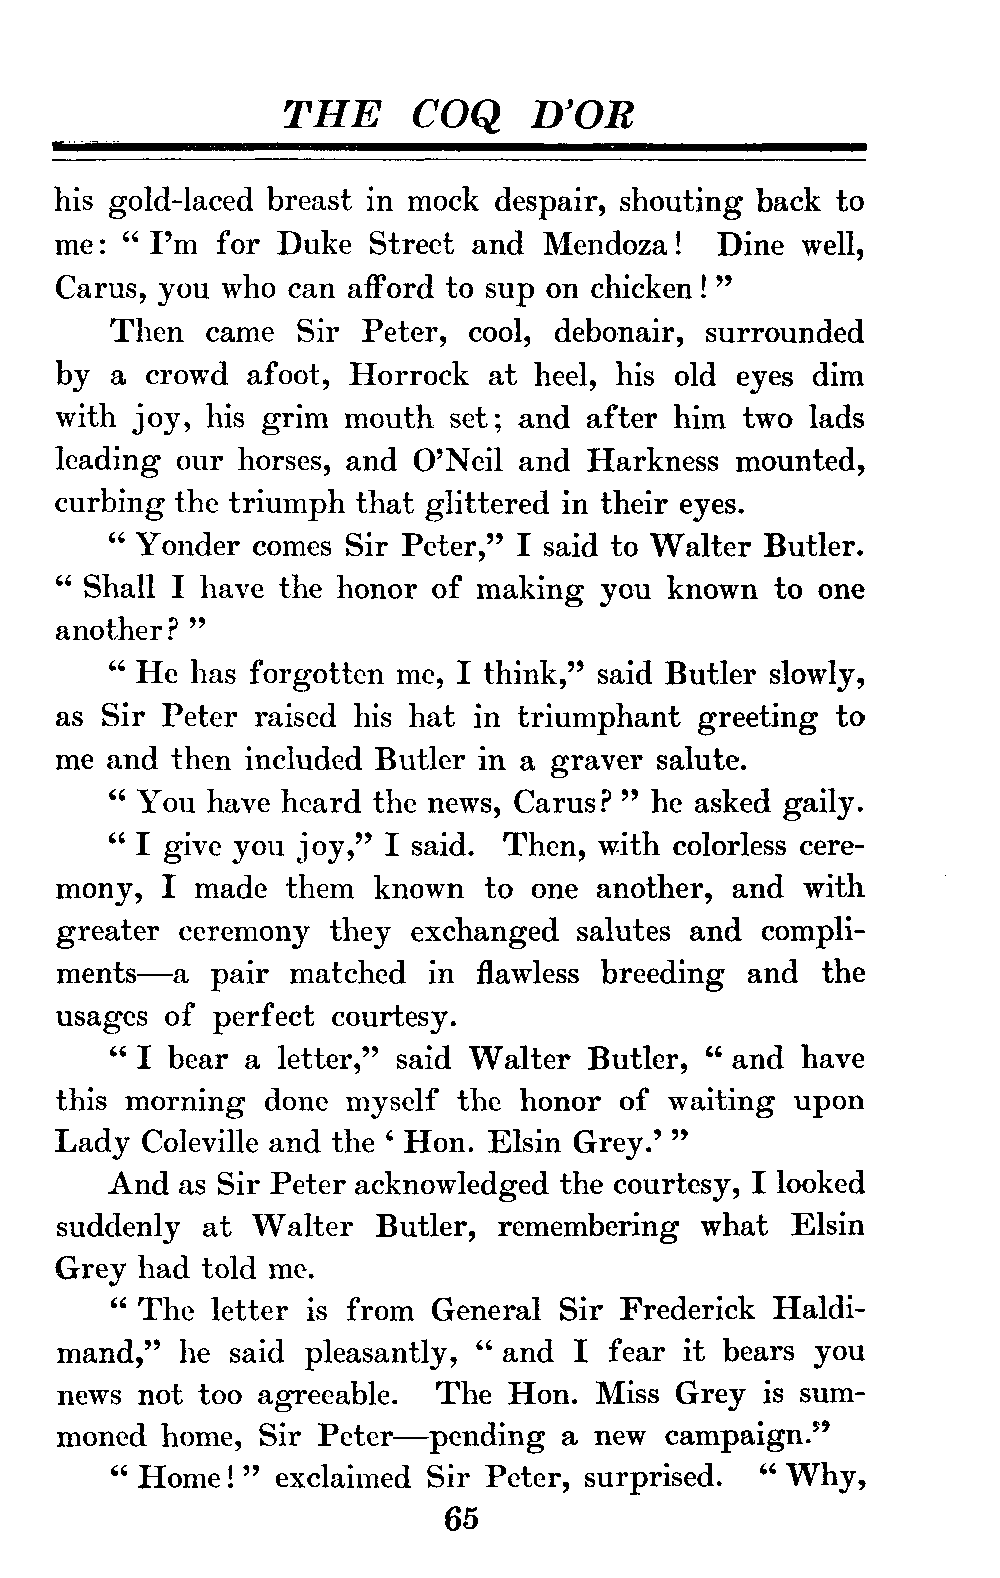 THE COQ D'OR
his gold-laced breast in mock despair, shouting back to
me: “ I'm for Duke Street and Mendoza! Dine well,
Carus, you who can afford to sup on chicken! ”
Then came Sir Peter, cool, debonair, surrounded
by a crowd afoot, Horrock at heel, his old eyes dim
with joy, his grim mouth set; and after him two lads
leading our horses, and O'Neil and Harkness mounted,
curbing the triumph that glittered in their eyes.
“ Yonder comes Sir Peter,” I said to Walter Butler.
“ Shall I have the honor of making you known to one
another? ”
“ He has forgotten me, I think,” said Butler slowly,
as Sir Peter raised his hat in triumphant greeting to
me and then included Butler in a graver salute.
“ You have heard the news, Carus? ” he asked gaily.
“ I give you joy,” I said. Then, with colorless cere-
mony, I made them known to one another, and with
greater ceremony they exchanged salutes and compli-
ments—a pair matched in flawless breeding and the
usages of perfect courtesy.
“ I bear a letter,” said Walter Butler, “ and have
this morning done myself the honor of waiting upon
Lady Coleville and the ‘ Hon. Elsin Grey.’ ”
And as Sir Peter acknowledged the courtesy, I looked
suddenly at Walter Butler, remembering what Elsin
Grey had told me.
“ The letter is from General Sir Frederick Haldi-
mand,” he said pleasantly, “ and I fear it bears you
news not too agreeable. The Hon. Miss Grey is sum-
moned home, Sir Peter—pending a new campaign.”
“ Home! ” exclaimed Sir Peter, surprised. “ Why,
65